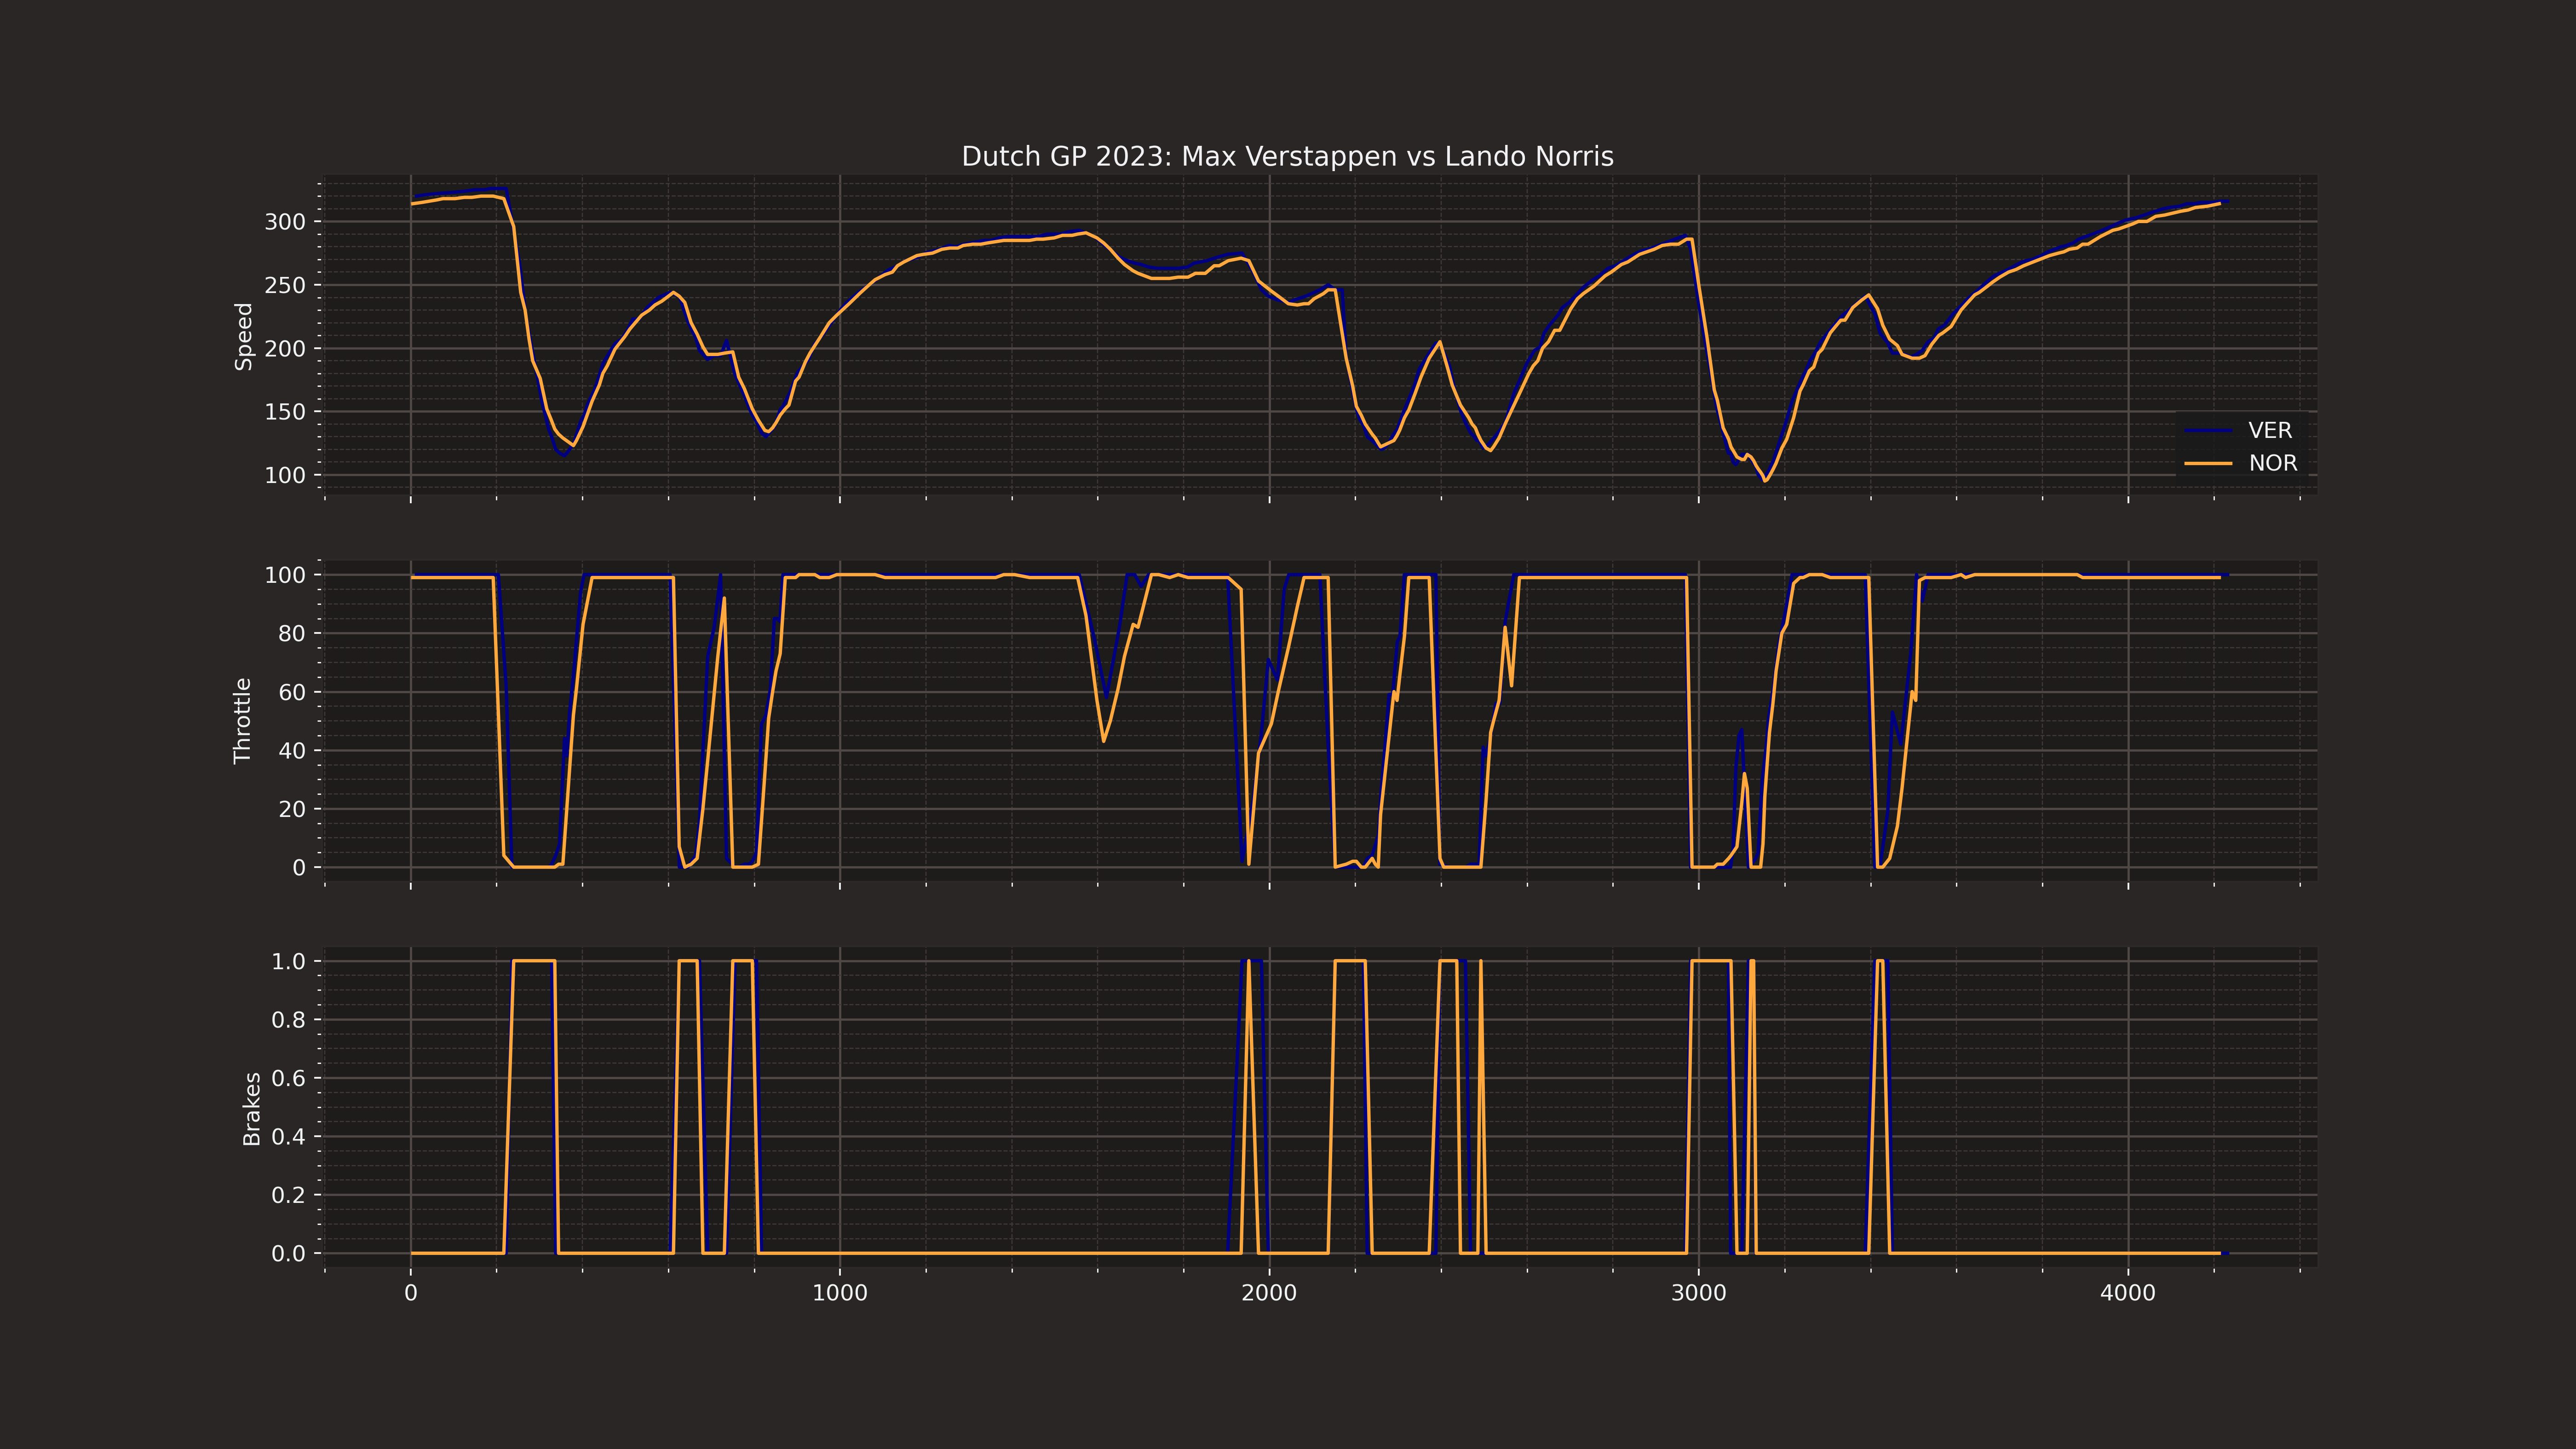 Dutch GP 2023: Max Verstappen vs Lando Norris
300
250
200
150
100
Speed
VER
NOR
100
80
60
40
20
0
Throttle
1.0
0.8
0.6
0.4
0.2
0.0
Brakes
0 1000 2000 3000 4000